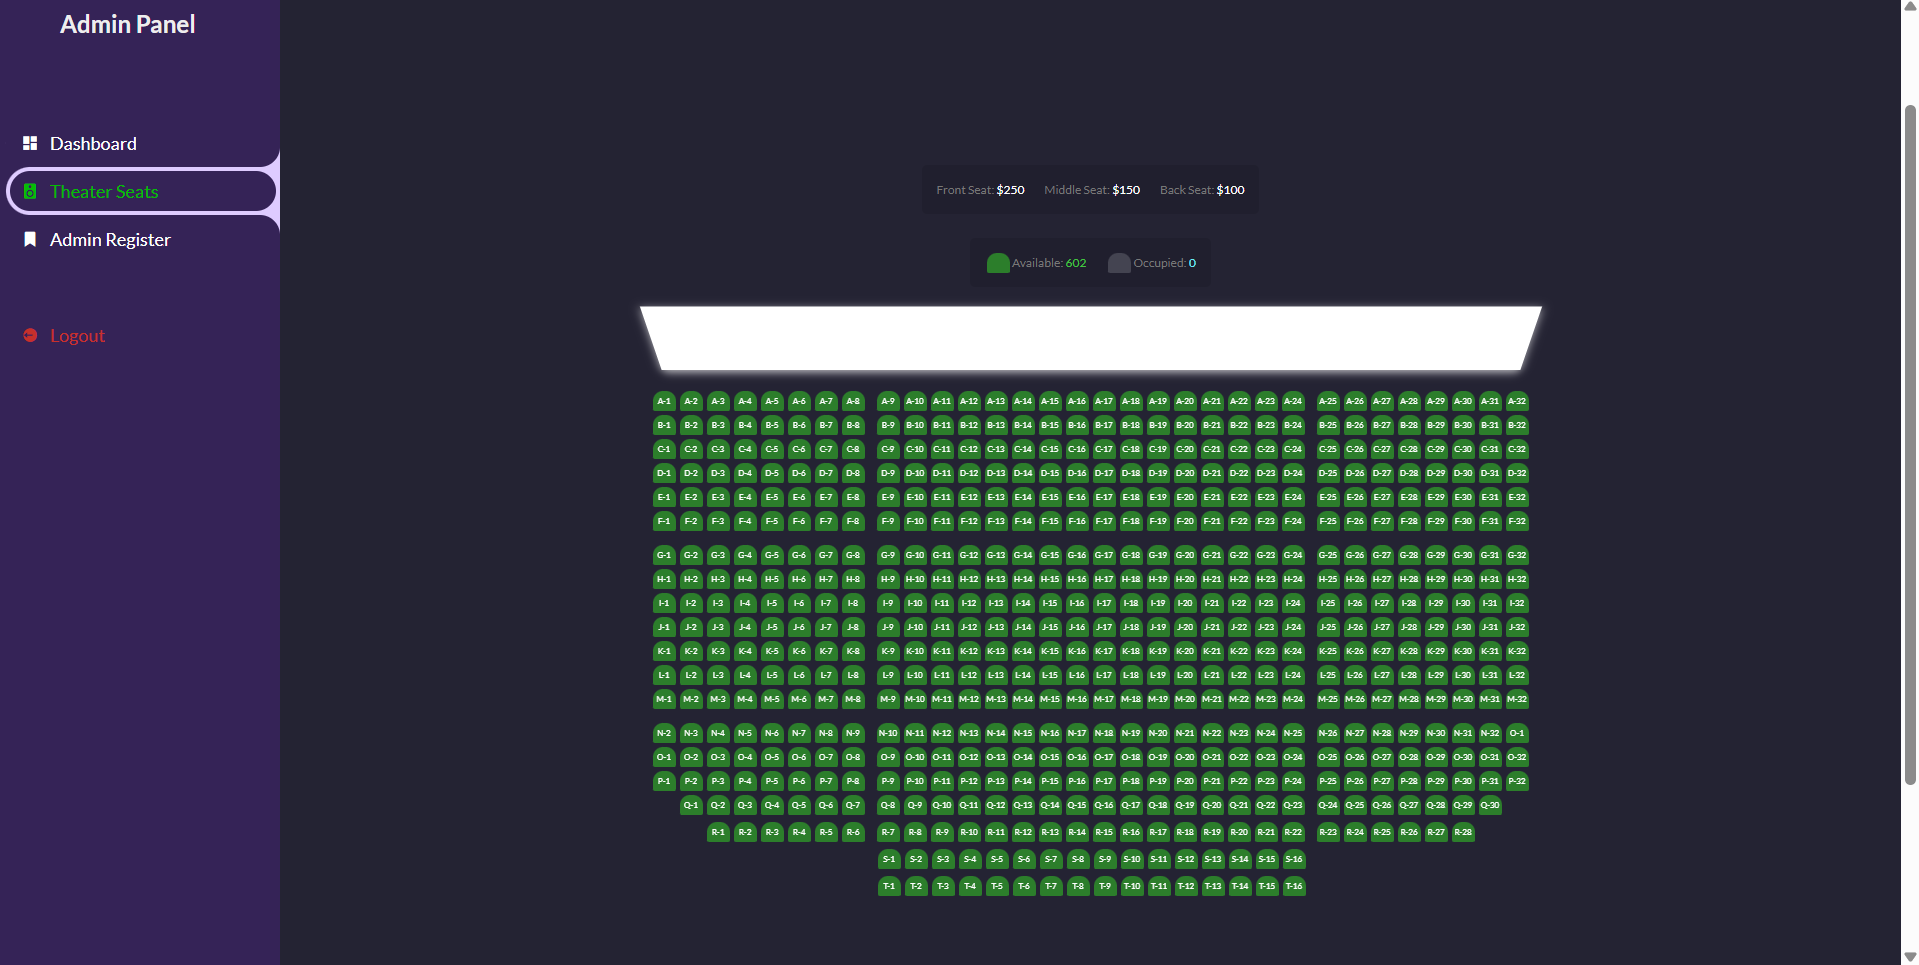 Admin Panel
Dashboard
Theater Seats
Admin Register
Logout
Front Seat: $250 Middle Seat: $150 Back Seat: $100
Available: 602 Occupied: 0
A-1 A-2 A-3 A-4 A-5 A-6 A-7 A-8 A-9 A-10 A-11 A-12 A-13 A-14 A-15 A-16 A-17 A-18 A-19 A-20 A-21 A-22 A-23 A-24 A-25 A-26 A-27 A-28 A-29 A-30 A-31 A-32
B-1 B-2 B-3 B-4 B-5 B-6 B-7 B-8 B-9 B-10 B-11 B-12 B-13 B-14 B-15 B-16 B-17 B-18 B-19 B-20 B-21 B-22 B-23 B-24 B-25 B-26 B-27 B-28 B-29 B-30 B-31 B-32
C-1 C-2 C-3 C-4 C-5 C-6 C-7 C-8 C-9 C-10 C-11 C-12 C-13 C-14 C-15 C-16 C-17 C-18 C-19 C-20 C-21 C-22 C-23 C-24 C-25 C-26 C-27 C-28 C-29 C-30 C-31 C-32
D-1 D-2 D-3 D-4 D-5 D-6 D-7 D-8 D-9 D-10 D-11 D-12 D-13 D-14 D-15 D-16 D-17 D-18 D-19 D-20 D-21 D-22 D-23 D-24 D-25 D-26 D-27 D-28 D-29 D-30 D-31 D-32
E-1 E-2 E-3 E-4 E-5 E-6 E-7 E-8 E-9 E-10 E-11 E-12 E-13 E-14 E-15 E-16 E-17 E-18 E-19 E-20 E-21 E-22 E-23 E-24 E-25 E-26 E-27 E-28 E-29 E-30 E-31 E-32
F-1 F-2 F-3 F-4 F-5 F-6 F-7 F-8 F-9 F-10 F-11 F-12 F-13 F-14 F-15 F-16 F-17 F-18 F-19 F-20 F-21 F-22 F-23 F-24 F-25 F-26 F-27 F-28 F-29 F-30 F-31 F-32
G-1 G-2 G-3 G-4 G-5 G-6 G-7 G-8 G-9 G-10 G-11 G-12 G-13 G-14 G-15 G-16 G-17 G-18 G-19 G-20 G-21 G-22 G-23 G-24 G-25 G-26 G-27 G-28 G-29 G-30 G-31 G-32
H-1 H-2 H-3 H-4 H-5 H-6 H-7 H-8 H-9 H-10 H-11 H-12 H-13 H-14 H-15 H-16 H-17 H-18 H-19 H-20 H-21 H-22 H-23 H-24 H-25 H-26 H-27 H-28 H-29 H-30 H-31 H-32
I-1 I-2 I-3 I-4 I-5 I-6 I-7 I-8 I-9 I-10 I-11 I-12 I-13 I-14 I-15 I-16 I-17 I-18 I-19 I-20 I-21 I-22 I-23 I-24 I-25 I-26 I-27 I-28 I-29 I-30 I-31 I-32
J-1 J-2 J-3 J-4 J-5 J-6 J-7 J-8 J-9 J-10 J-11 J-12 J-13 J-14 J-15 J-16 J-17 J-18 J-19 J-20 J-21 J-22 J-23 J-24 J-25 J-26 J-27 J-28 J-29 J-30 J-31 J-32
K-1 K-2 K-3 K-4 K-5 K-6 K-7 K-8 K-9 K-10 K-11 K-12 K-13 K-14 K-15 K-16 K-17 K-18 K-19 K-20 K-21 K-22 K-23 K-24 K-25 K-26 K-27 K-28 K-29 K-30 K-31 K-32
L-1 L-2 L-3 L-4 L-5 L-6 L-7 L-8 L-9 L-10 L-11 L-12 L-13 L-14 L-15 L-16 L-17 L-18 L-19 L-20 L-21 L-22 L-23 L-24 L-25 L-26 L-27 L-28 L-29 L-30 L-31 L-32
M-1 M-2 M-3 M-4 M-5 M-6 M-7 M-8 M-9 M-10 M-11 M-12 M-13 M-14 M-15 M-16 M-17 M-18 M-19 M-20 M-21 M-22 M-23 M-24 M-25 M-26 M-27 M-28 M-29 M-30 M-31 M-32
N-2 N-3 N-4 N-5 N-6 N-7 N-8 N-9 N-10 N-11 N-12 N-13 N-14 N-15 N-16 N-17 N-18 N-19 N-20 N-21 N-22 N-23 N-24 N-25 N-26 N-27 N-28 N-29 N-30 N-31 N-32 O-1
O-1 O-2 O-3 O-4 O-5 O-6 O-7 O-8 O-9 O-10 O-11 O-12 O-13 O-14 O-15 O-16 O-17 O-18 O-19 O-20 O-21 O-22 O-23 O-24 O-25 O-26 O-27 O-28 O-29 O-30 O-31 O-32
P-1 P-2 P-3 P-4 P-5 P-6 P-7 P-8 P-9 P-10 P-11 P-12 P-13 P-14 P-15 P-16 P-17 P-18 P-19 P-20 P-21 P-22 P-23 P-24 P-25 P-26 P-27 P-28 P-29 P-30 P-31 P-32
Q-1 Q-2 Q-3 Q-4 Q-5 Q-6 Q-7 Q-8 Q-9 Q-10 Q-11 Q-12 Q-13 Q-14 Q-15 Q-16 Q-17 Q-18 Q-19 Q-20 Q-21 Q-22 Q-23 Q-24 Q-25 Q-26 Q-27 Q-28 Q-29 Q-30
R-1 R-2 R-3 R-4 R-5 R-6 R-7 R-8 R-9 R-10 R-11 R-12 R-13 R-14 R-15 R-16 R-17 R-18 R-19 R-20 R-21 R-22 R-23 R-24 R-25 R-26 R-27 R-28
S-1 S-2 S-3 S-4 S-5 S-6 S-7 S-8 S-9 S-10 S-11 S-12 S-13 S-14 S-15 S-16
T-1 T-2 T-3 T-4 T-5 T-6 T-7 T-8 T-9 T-10 T-11 T-12 T-13 T-14 T-15 T-16